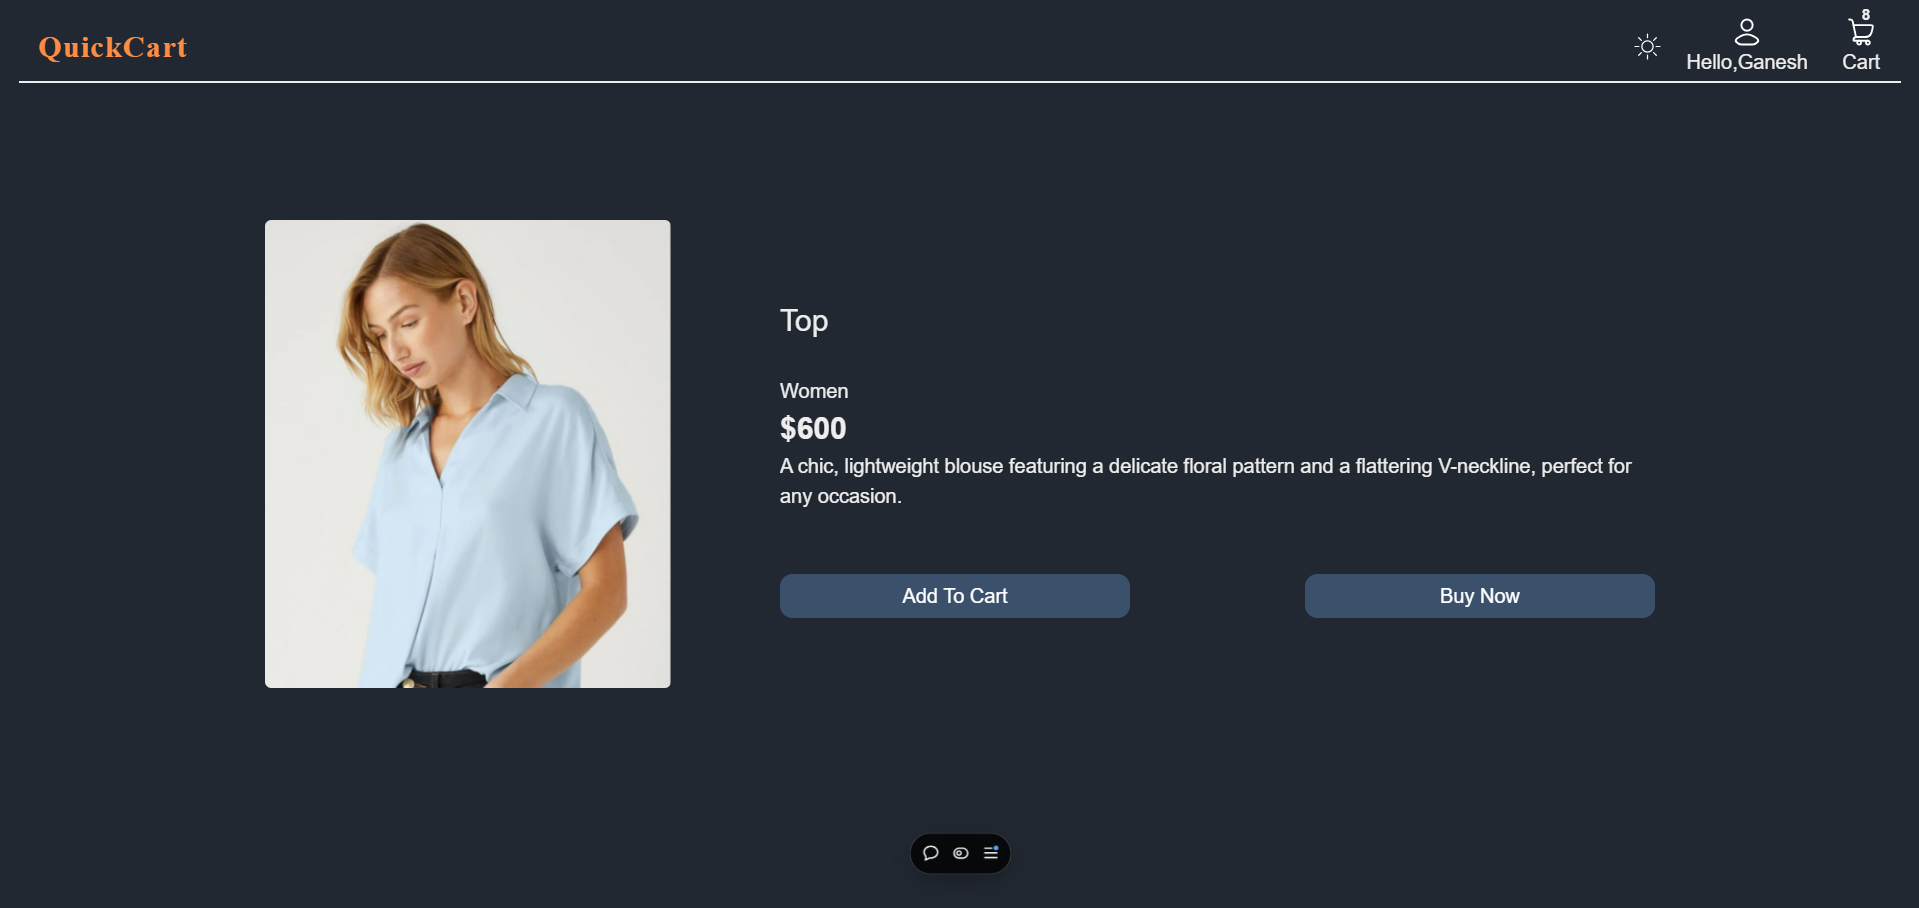 QuickCart
8
Hello,Ganesh
Cart
Top
Women
$600
A chic, lightweight blouse featuring a delicate floral pattern and a flattering V-neckline, perfect for
any occasion.
Add To Cart
Buy Now